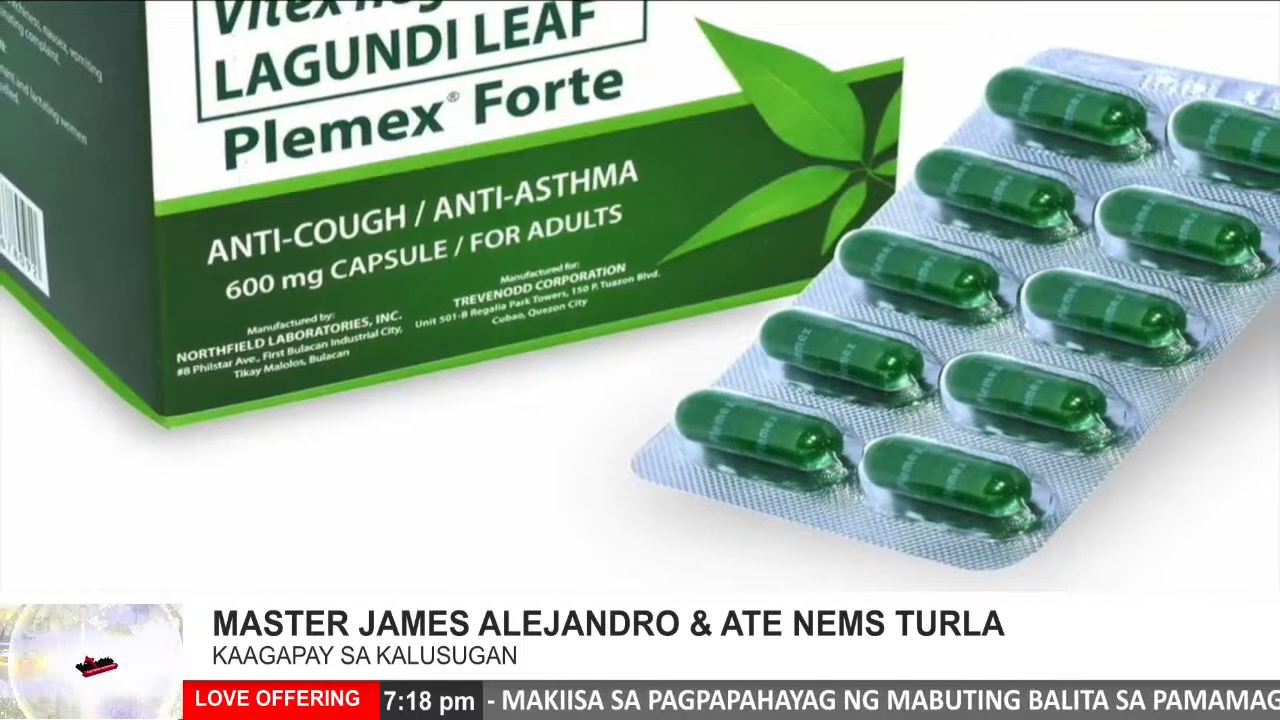 LAGUNDI LEAF
Plemex® Forte
ANTI-COUGH / ANTI-ASTHMA
600 mg CAPSULE / FOR ADULTS
Manufactured by:
NORTHFIELD LABORATORIES, INC.
#8 Philstar Ave., First Bulacan Industrial City,
Tikay Malolos, Bulacan
Manufactured for:
TREVENODD CORPORATION
Unit 501-B Regalia Park Towers, 150 P. Tuazon Blvd.
Cubao, Quezon City
MASTER JAMES ALEJANDRO & ATE NEMS TURLA
KAAGAPAY SA KALUSUGAN
LOVE OFFERING
7:18 pm
- MAKIISA SA PAGPAPAHAYAG NG MABUTING BALITA SA